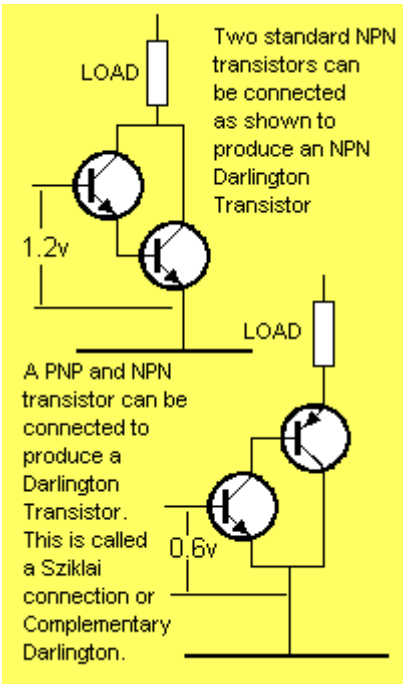 LOAD
Two standard NPN
transistors can
be connected
as shown to
produce an NPN
Darlington
Transistor
1.2v
LOAD
A PNP and NPN
transistor can be
connected to
produce a
Darlington
Transistor.
This is called
a Sziklai
connection or
Complementary
Darlington.
0.6v